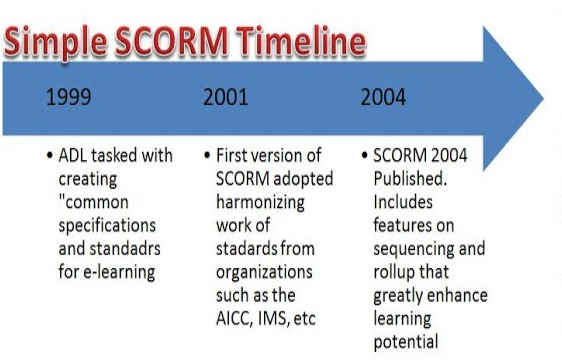 Simple SCORM Timeline
1999
2001
2004
• ADL tasked with
creating
"common
specifications
and standadrs
for e-learning
• First version of
SCORM adopted
harmonizing
work of
stadards from
organizations
such as the
AICC, IMS, etc
• SCORM 2004
Published.
Includes
features on
sequencing and
rollup that
greatly enhance
learning
potential